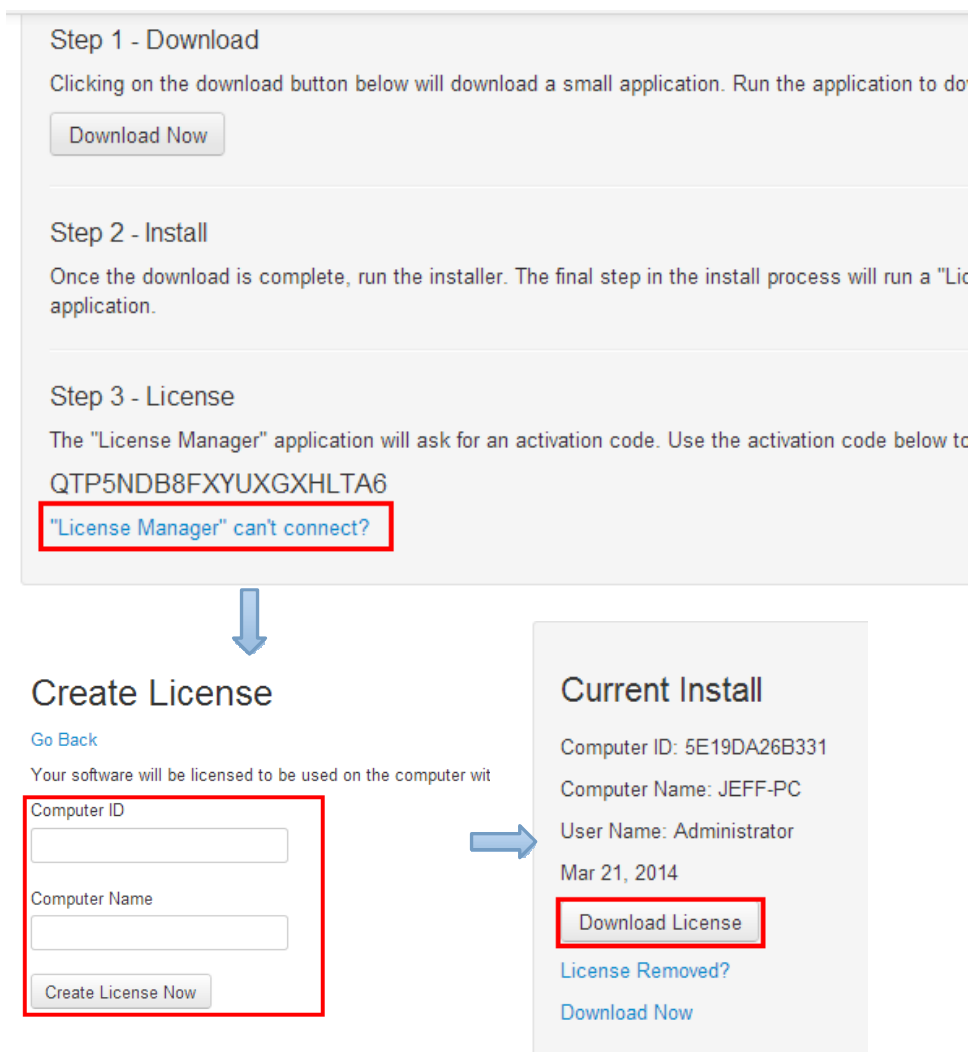 Step 1 - Download
Clicking on the download button below will download a small application. Run the application to do
Download Now
Step 2 - Install
Once the download is complete, run the installer. The final step in the install process will run a "Lic
application.
Step 3 - License
The "License Manager" application will ask for an activation code. Use the activation code below to
QTP5NDB8FXYUXGXHLTA6
"License Manager" can't connect?
Create License
Go Back
Your software will be licensed to be used on the computer wit
Computer ID
Computer Name
Create License Now
Current Install
Computer ID: 5E19DA26B331
Computer Name: JEFF-PC
User Name: Administrator
Mar 21, 2014
Download License
License Removed?
Download Now